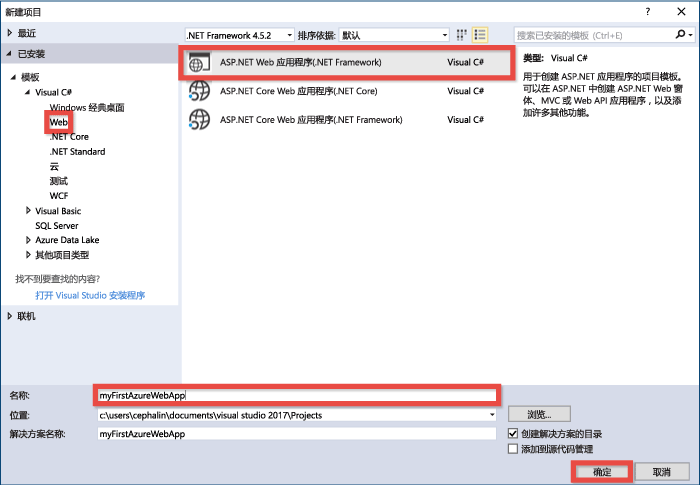 新建项目
最近
.NET Framework 4.5.2 排序依据: 默认
搜索已安装的模板 (Ctrl+E)
已安装
模板
Visual C#
Windows 经典桌面
Web
.NET Core
.NET Standard
云
测试
WCF
Visual Basic
SQL Server
Azure Data Lake
其他项目类型
找不到要查找的内容?
打开 Visual Studio 安装程序
联机
ASP.NET Web 应用程序(.NET Framework) Visual C#
ASP.NET Core Web 应用程序(.NET Core) Visual C#
ASP.NET Core Web 应用程序(.NET Framework) Visual C#
类型: Visual C#
用于创建 ASP.NET 应用程序的项目模板。
可以在 ASP.NET 中创建 ASP.NET Web 窗
体、MVC 或 Web API 应用程序，以及添
加许多其他功能。
名称: myFirstAzureWebApp
位置: c:\users\cephalin\documents\visual studio 2017\Projects
浏览...
解决方案名称: myFirstAzureWebApp
创建解决方案的目录
添加到源代码管理
确定 取消